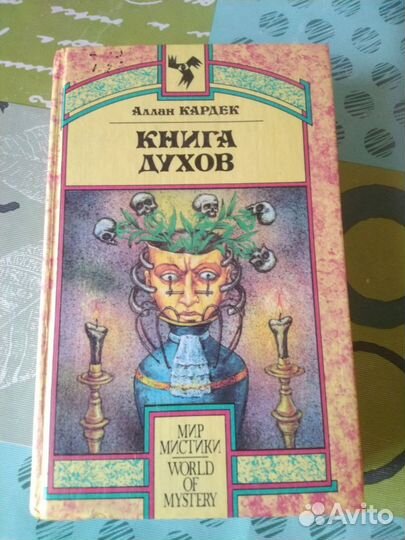 Аллан КАРДЕК
КНИГА
ДУХОВ
МИР
МИСТИКИ
WORLD
OF
MYSTERY
Avito